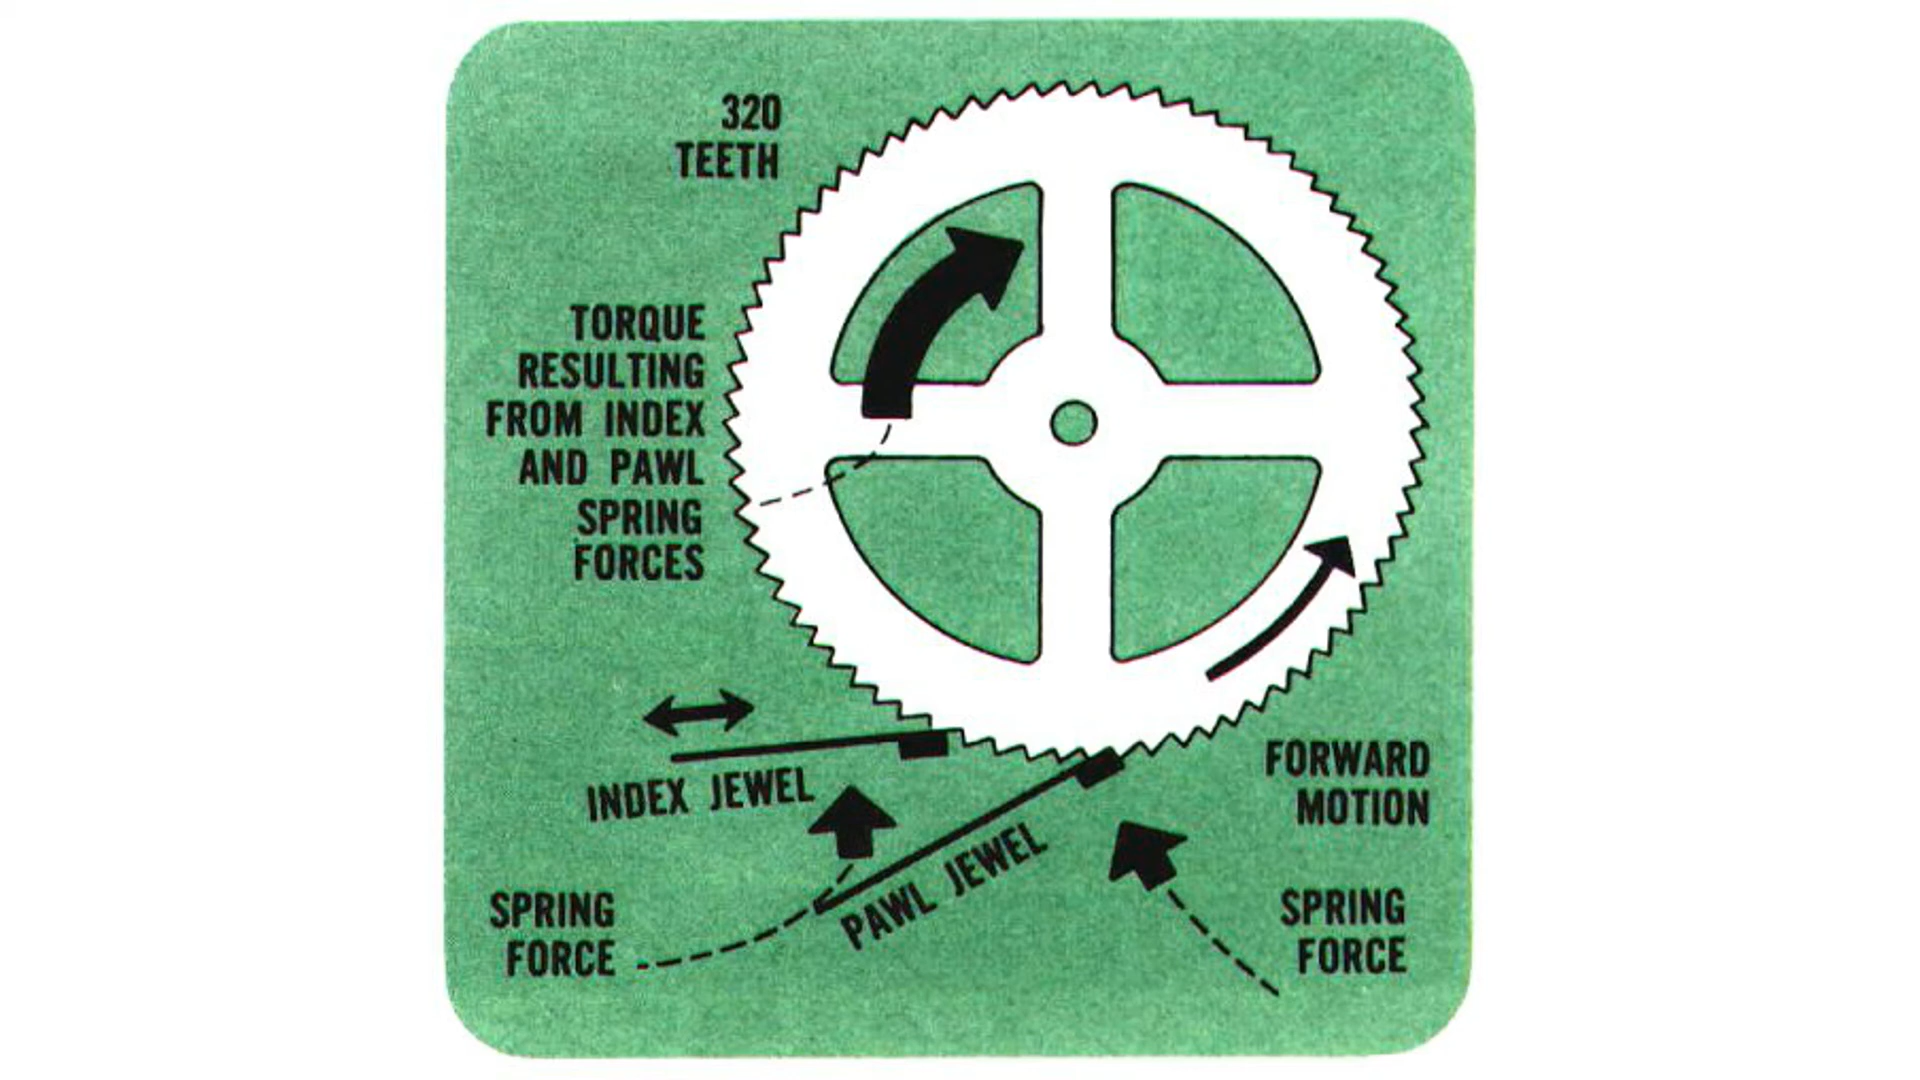 320
TEETH
TORQUE
RESULTING
FROM INDEX
AND PAWL
SPRING
FORCES
INDEX JEWEL
PAWL JEWEL
FORWARD
MOTION
SPRING
FORCE
SPRING
FORCE